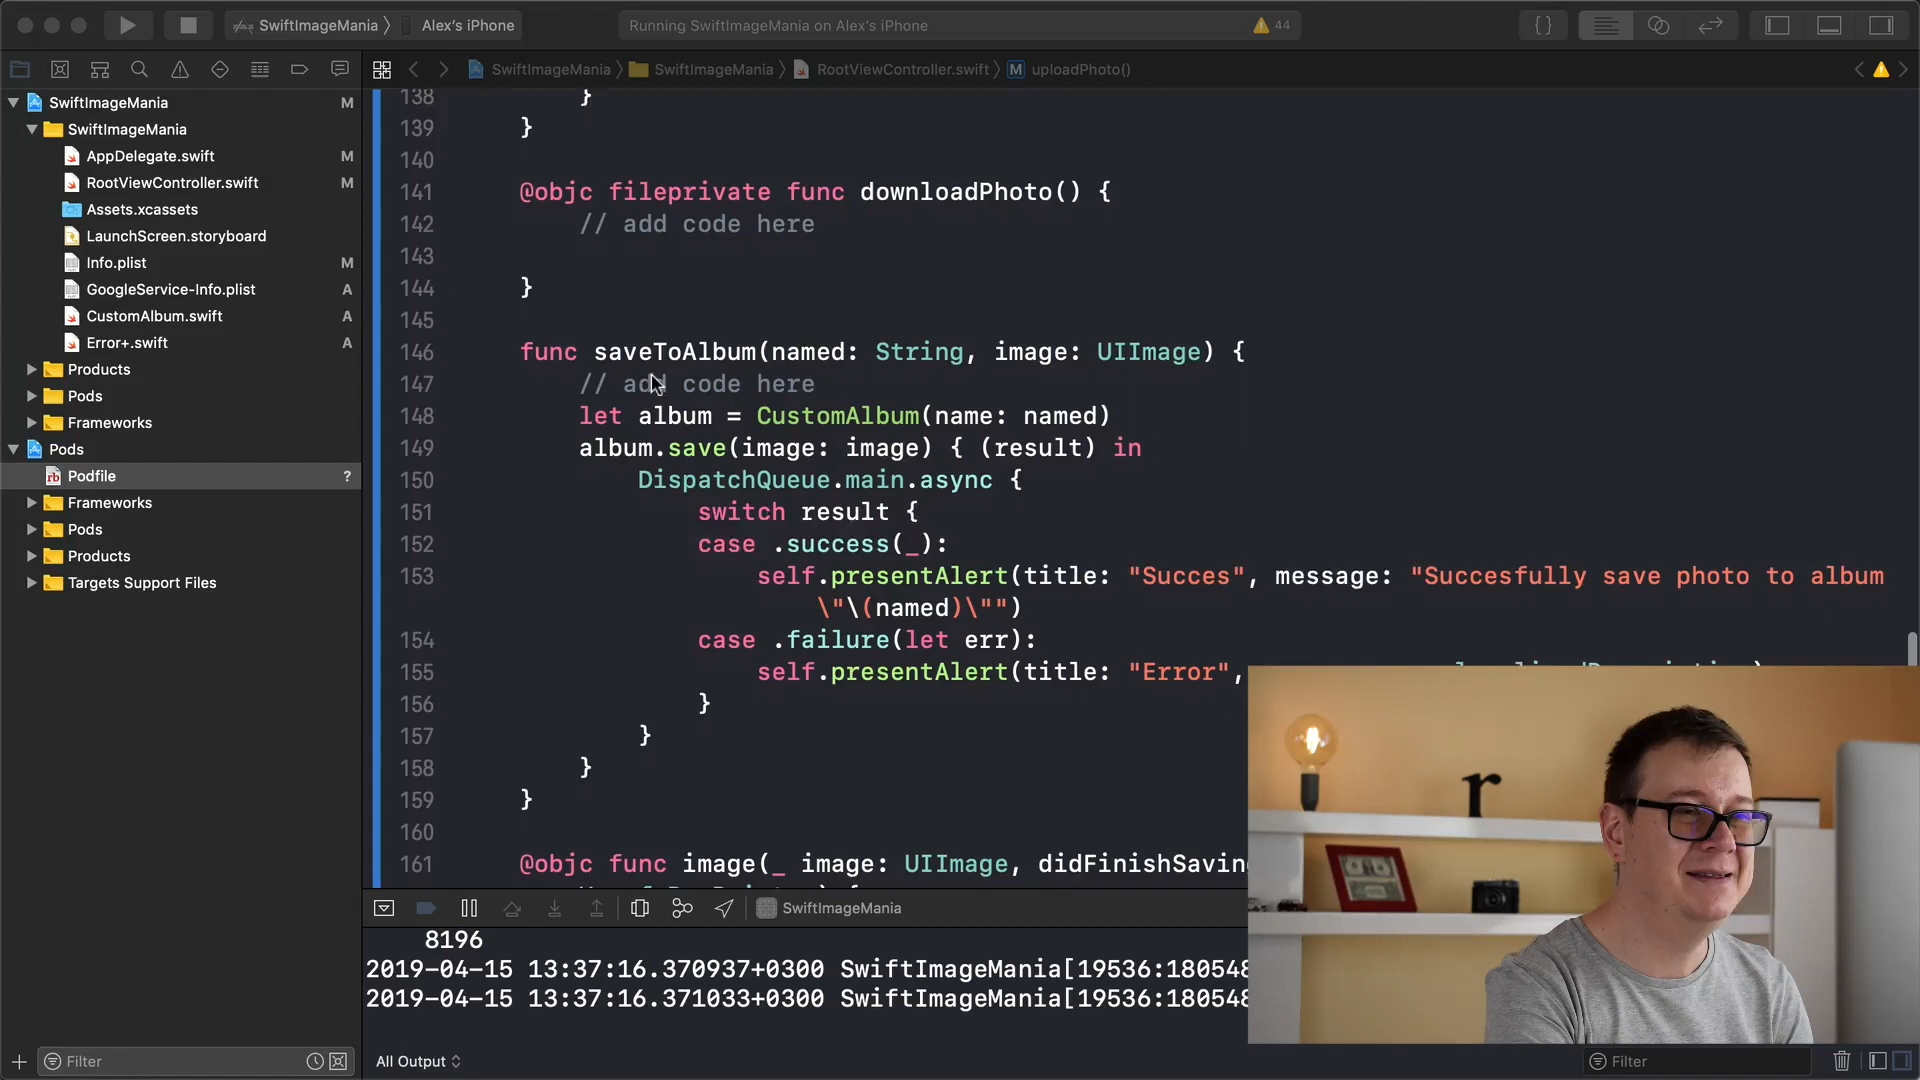 SwiftImageMania Alex's iPhone Running SwiftImageMania on Alex's iPhone 44
SwiftImageMania SwiftImageMania RootViewController.swift M uploadPhoto()
SwiftImageMania M
SwiftImageMania
AppDelegate.swift M
RootViewController.swift M
Assets.xcassets
LaunchScreen.storyboard
Info.plist M
GoogleService-Info.plist A
CustomAlbum.swift A
Error+.swift A
Products
Pods
Frameworks
Pods
Podfile ?
Frameworks
Pods
Products
Targets Support Files
138 }
139 }
140
141 @objc fileprivate func downloadPhoto() {
142 // add code here
143
144 }
145
146 func saveToAlbum(named: String, image: UIImage) {
147 // add code here
148 let album = CustomAlbum(name: named)
149 album.save(image: image) { (result) in
150 DispatchQueue.main.async {
151 switch result {
152 case .success(_):
153 self.presentAlert(title: "Succes", message: "Succesfully save photo to album
\"\(named)\"")
154 case .failure(let err):
155 self.presentAlert(title: "Error",
156 }
157 }
158 }
159 }
160
161 @objc func image(_ image: UIImage, didFinishSaving
SwiftImageMania
8196
2019-04-15 13:37:16.370937+0300 SwiftImageMania[19536:180548
2019-04-15 13:37:16.371033+0300 SwiftImageMania[19536:180548
Filter All Output Filter
r